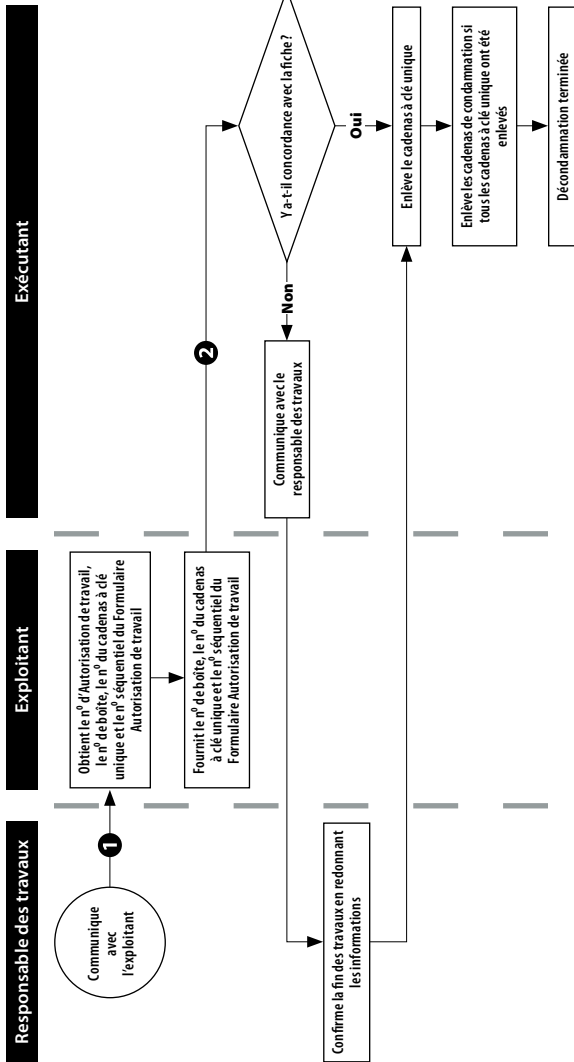 Responsable des travaux
Exploitant
Exécutant
Communique
avec
l'exploitant
1
Obtient le nº d'Autorisation de travail,
le nº de boîte, le nº du cadenas à clé
unique et le nº séquentiel du Formulaire
Autorisation de travail
Fournit le nº de boîte, le nº du cadenas
à clé unique et le nº séquentiel du
Formulaire Autorisation de travail
2
Y a-t-il concordance avec la fiche ?
Non
Oui
Communique avec le
responsable des travaux
Confirme la fin des travaux en redonnant
les informations
Enlève le cadenas à clé unique
Enlève les cadenas de condamnation si
tous les cadenas à clé unique ont été
enlevés
Décondamnation terminée